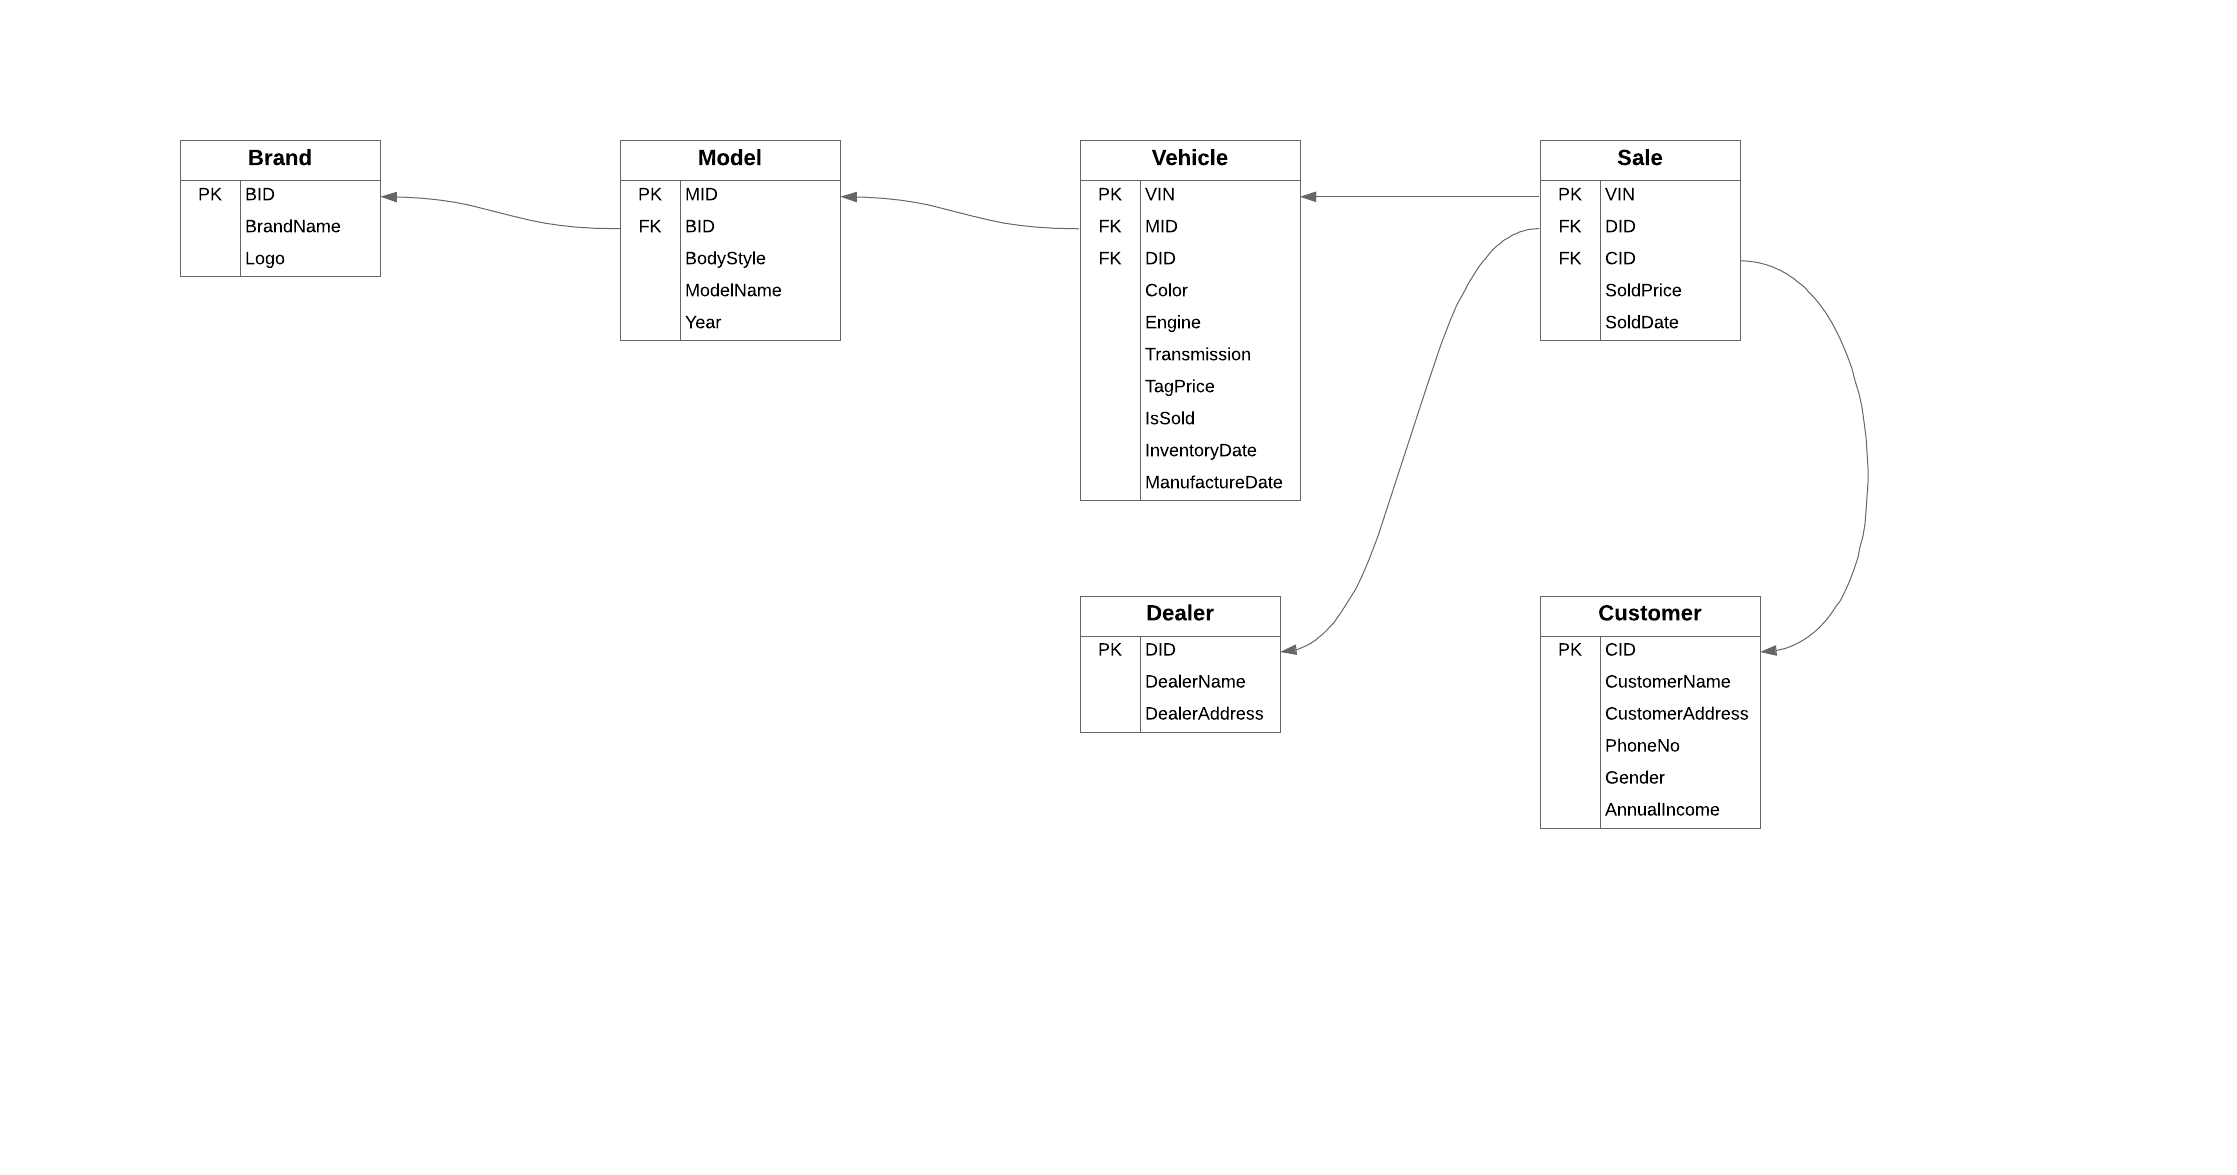 Brand
PK BID
BrandName
Logo
Model
PK MID
FK BID
BodyStyle
ModelName
Year
Vehicle
PK VIN
FK MID
FK DID
Color
Engine
Transmission
TagPrice
IsSold
InventoryDate
ManufactureDate
Sale
PK VIN
FK DID
FK CID
SoldPrice
SoldDate
Dealer
PK DID
DealerName
DealerAddress
Customer
PK CID
CustomerName
CustomerAddress
PhoneNo
Gender
AnnualIncome